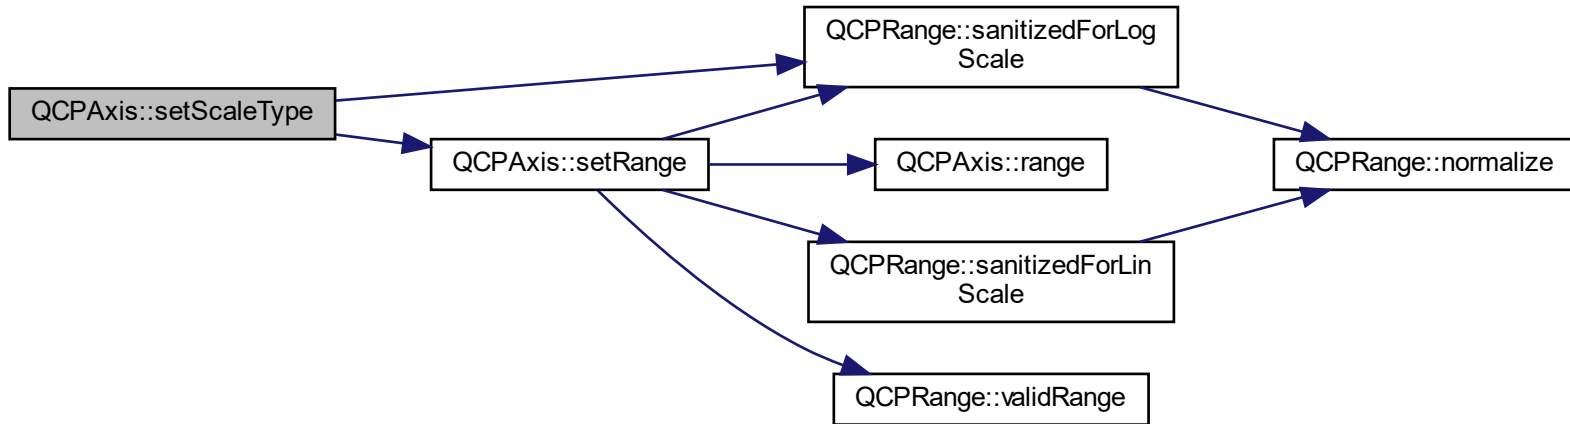 QCPRange::sanitizedForLog
Scale
QCPAxis::setScaleType
QCPAxis::setRange
QCPAxis::range
QCPRange::normalize
QCPRange::sanitizedForLin
Scale
QCPRange::validRange